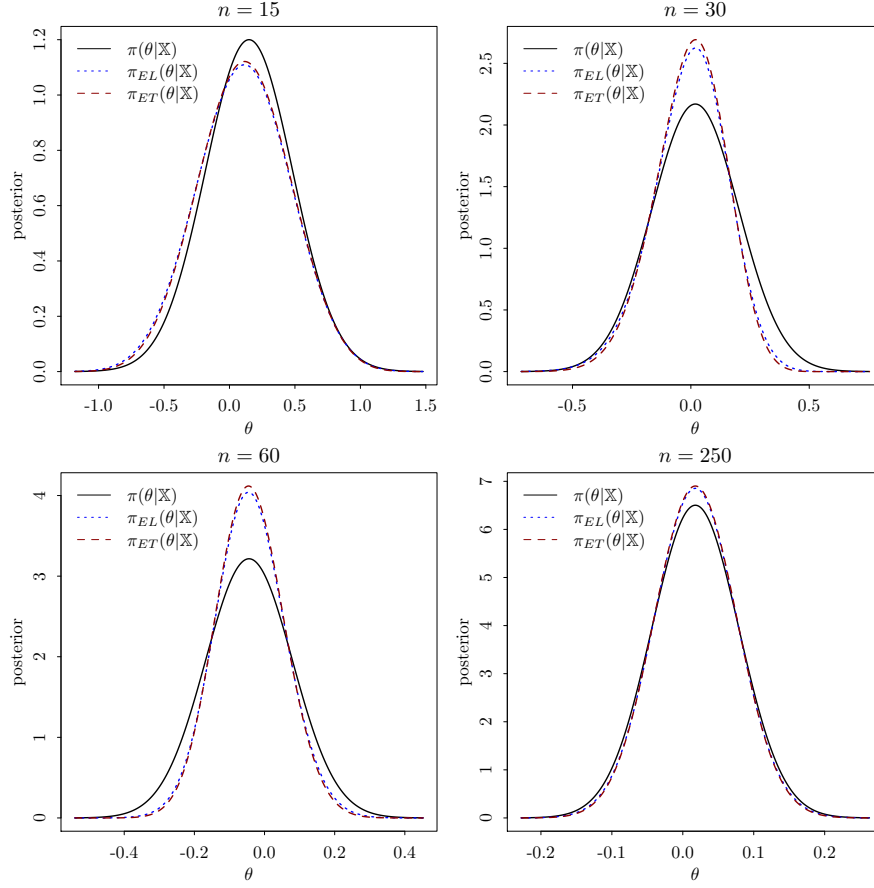 n = 15
π(θ|𝕏)
π_EL(θ|𝕏)
π_ET(θ|𝕏)
posterior
0.0 0.2 0.4 0.6 0.8 1.0 1.2
-1.0 -0.5 0.0 0.5 1.0 1.5
θ
n = 30
π(θ|𝕏)
π_EL(θ|𝕏)
π_ET(θ|𝕏)
posterior
0.0 0.5 1.0 1.5 2.0 2.5
-0.5 0.0 0.5
θ
n = 60
π(θ|𝕏)
π_EL(θ|𝕏)
π_ET(θ|𝕏)
posterior
0 1 2 3 4
-0.4 -0.2 0.0 0.2 0.4
θ
n = 250
π(θ|𝕏)
π_EL(θ|𝕏)
π_ET(θ|𝕏)
posterior
0 1 2 3 4 5 6 7
-0.2 -0.1 0.0 0.1 0.2
θ